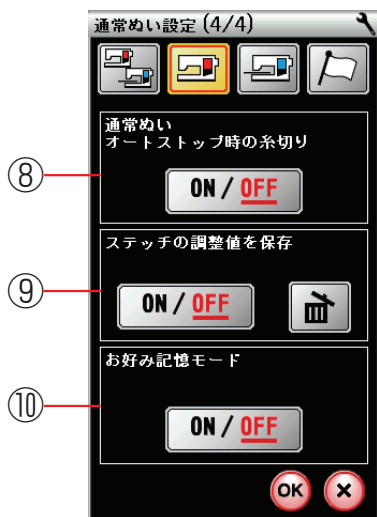 通常ぬい設定 (4/4)
通常ぬい
オートストップ時の糸切り
⑧
ON / OFF
ステッチの調整値を保存
⑨
ON / OFF
お好み記憶モード
⑩
ON / OFF
OK ×